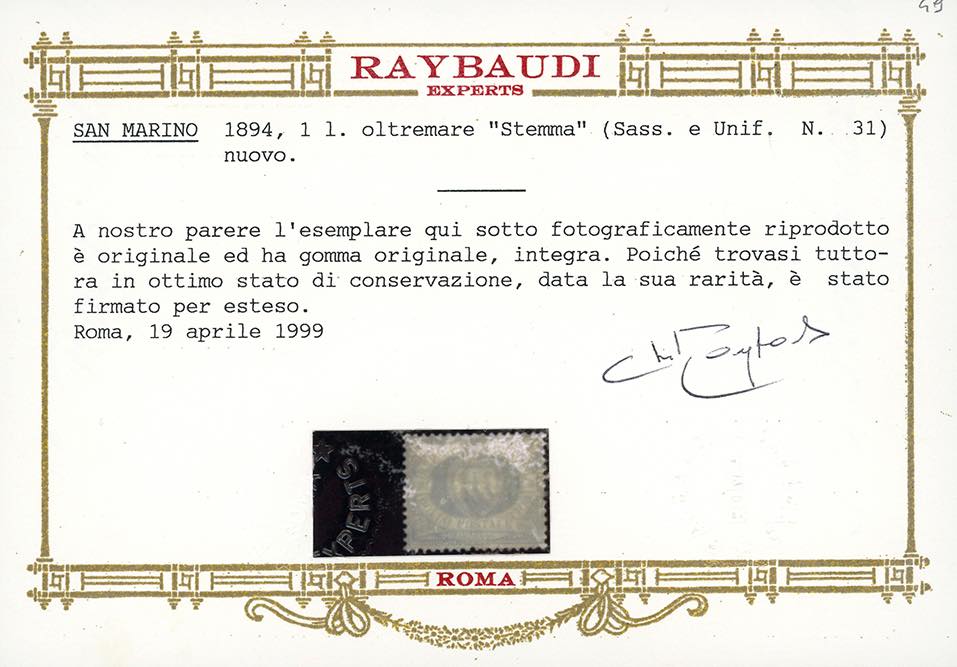 49
RAYBAUDI
EXPERTS
SAN MARINO 1894, 1 l. oltremare "Stemma" (Sass. e Unif. N. 31)
nuovo.
A nostro parere l'esemplare qui sotto fotograficamente riprodotto
è originale ed ha gomma originale, integra. Poiché trovasi tutto-
ra in ottimo stato di conservazione, data la sua rarità, è stato
firmato per esteso.
Roma, 19 aprile 1999
EXPERTS
POSTALE
ROMA